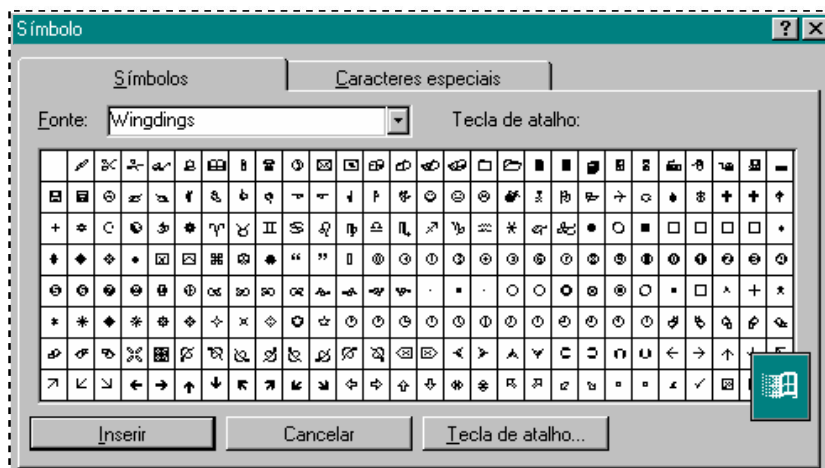 Símbolo
Símbolos Caracteres especiais
Fonte: Wingdings Tecla de atalho:
Inserir Cancelar Tecla de atalho...